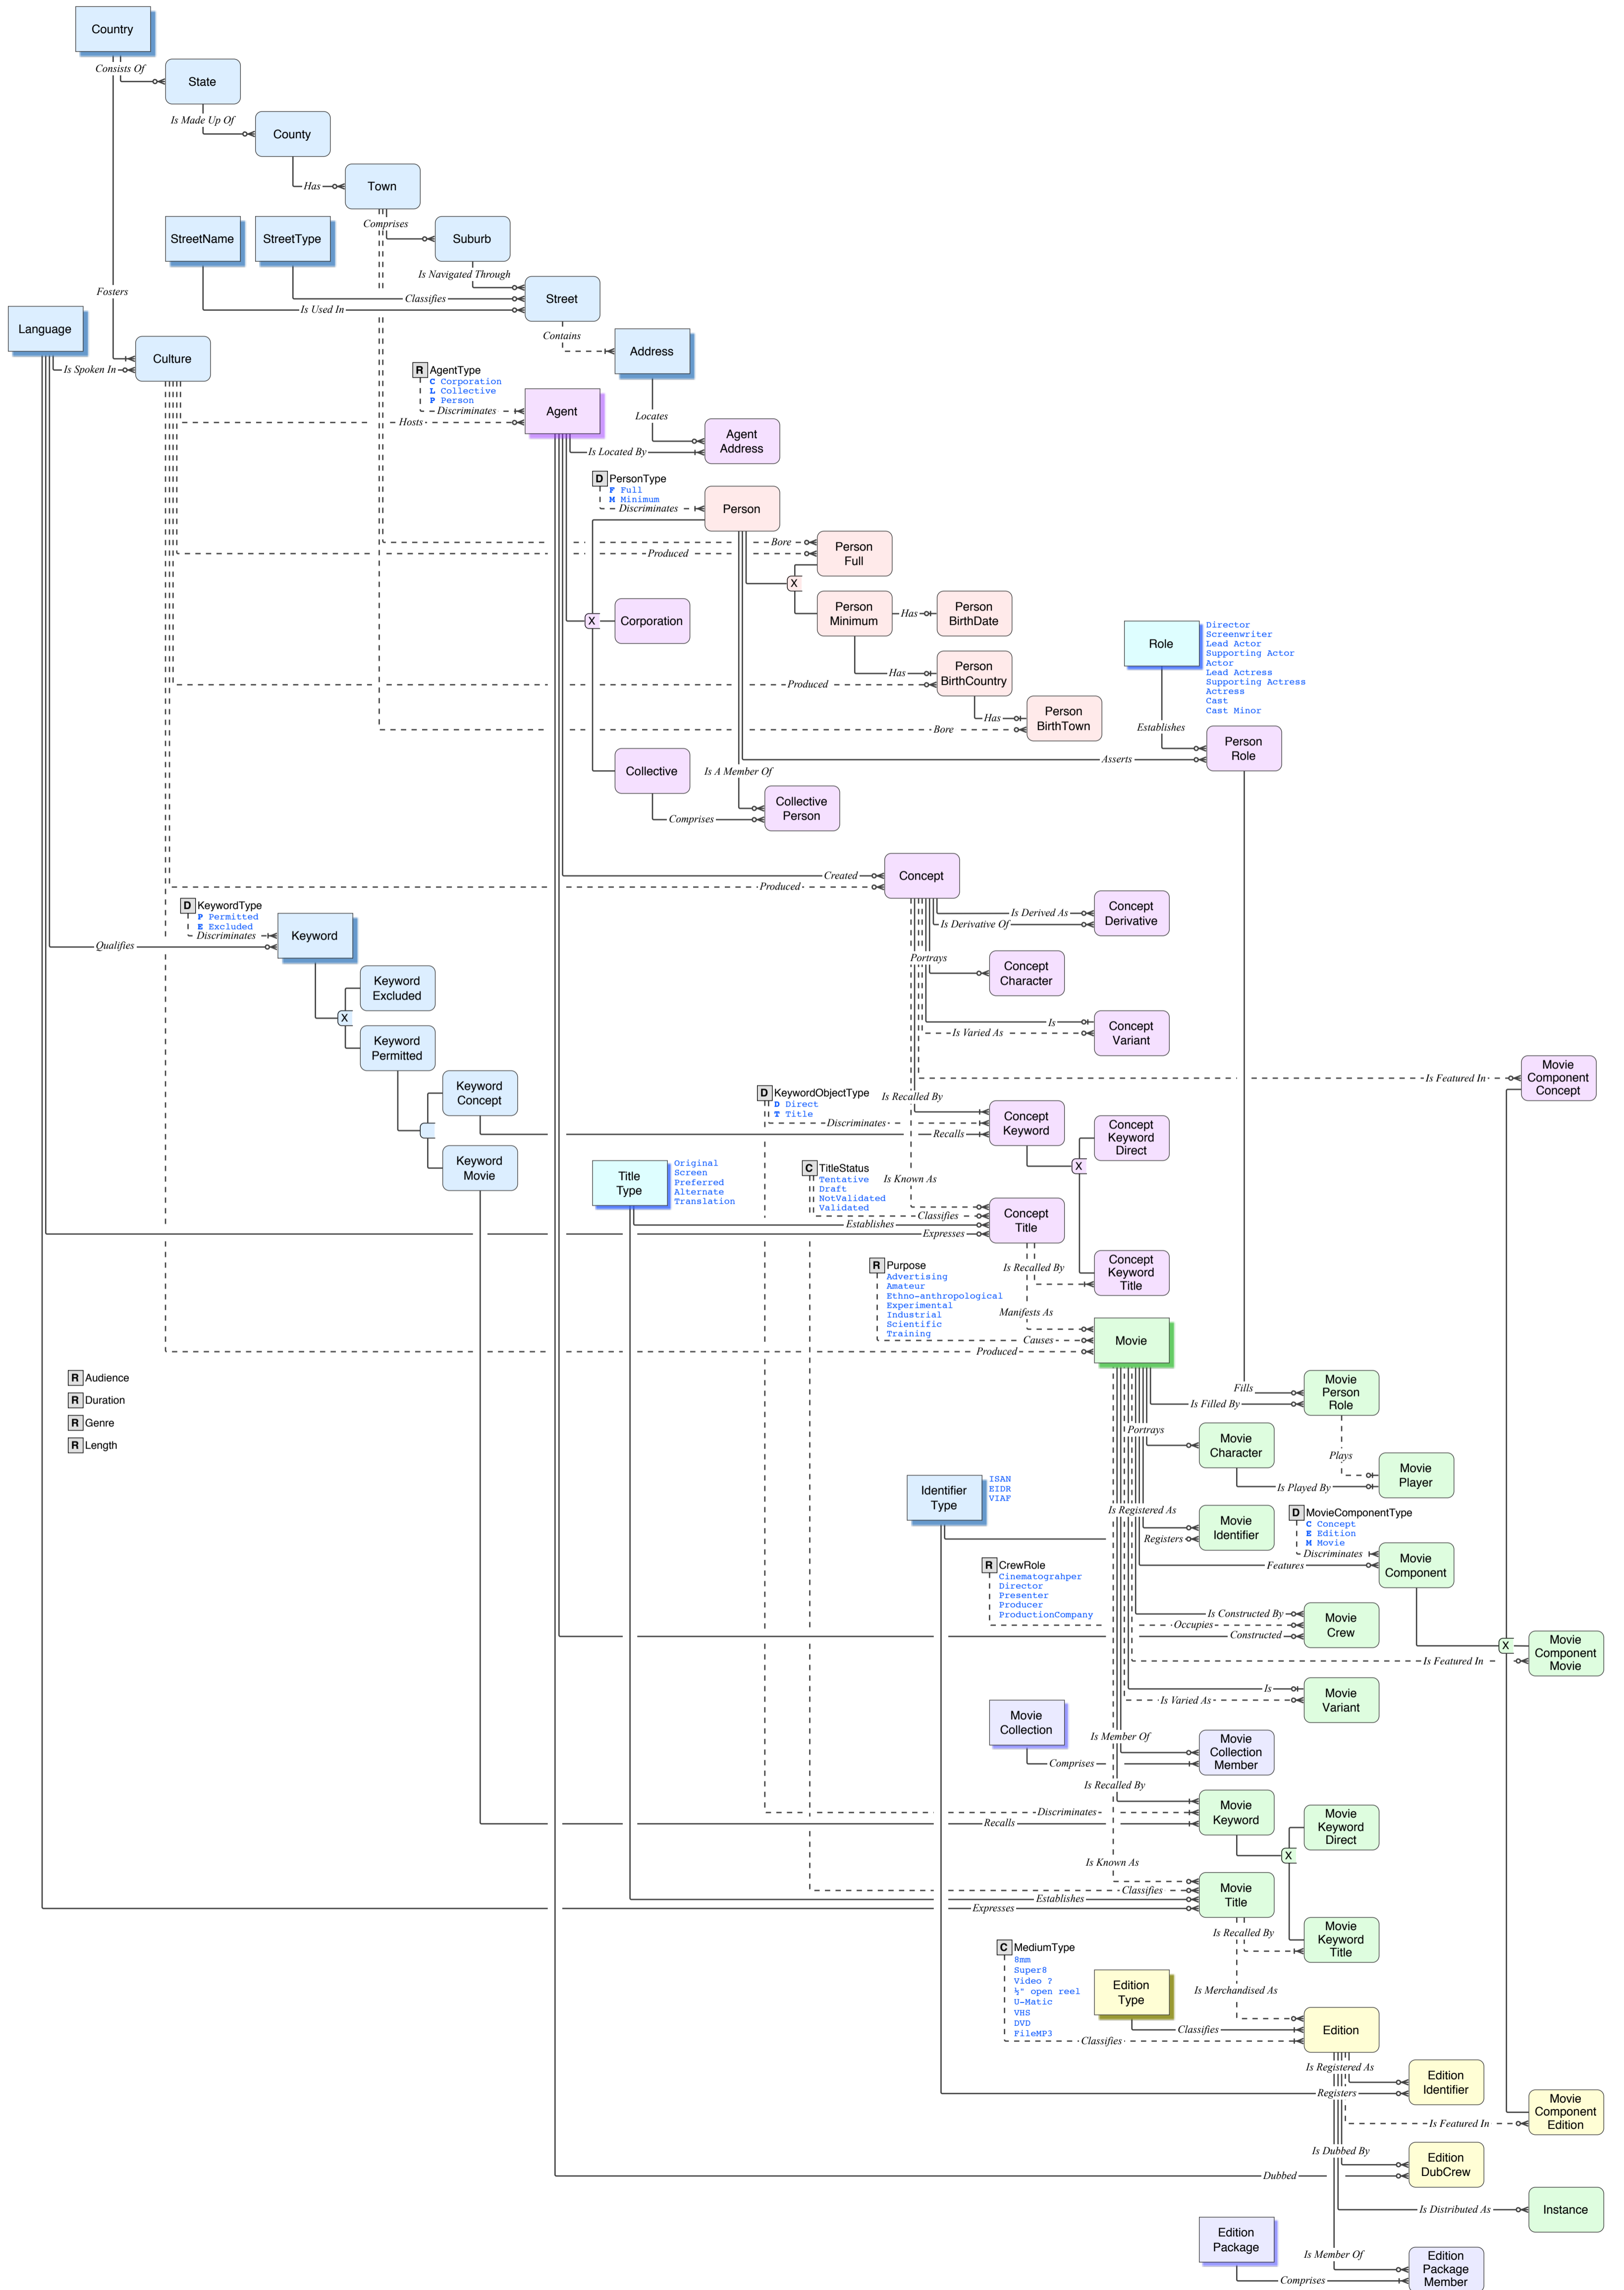 Country
Consists Of
State
Is Made Up Of
County
Has
Town
Comprises
StreetName
StreetType
Suburb
Is Navigated Through
Fosters
Classifies
Street
Is Used In
Language
Contains
Culture
Address
Is Spoken In
R AgentType
C Corporation
L Collective
P Person
Discriminates
Agent
Hosts
Locates
Agent
Address
Is Located By
D PersonType
F Full
M Minimum
Discriminates
Person
Bore
Produced
Person
Full
X
Person
Minimum
Has
Person
BirthDate
X
Corporation
Role
Director
Screenwriter
Lead Actor
Supporting Actor
Actor
Lead Actress
Supporting Actress
Actress
Cast
Cast Minor
Has
Produced
Person
BirthCountry
Has
Person
BirthTown
Bore
Establishes
Person
Role
Asserts
Collective
Is A Member Of
Collective
Person
Comprises
Created
Concept
Produced
D KeywordType
P Permitted
E Excluded
Discriminates
Keyword
Qualifies
Is Derived As
Is Derivative Of
Concept
Derivative
Portrays
Concept
Character
Keyword
Excluded
X
Keyword
Permitted
Is
Is Varied As
Concept
Variant
Keyword
Concept
Keyword
Movie
Is Featured In
Movie
Component
Concept
D KeywordObjectType
D Direct
T Title
Discriminates
Is Recalled By
Recalls
Concept
Keyword
Concept
Keyword
Direct
X
Title
Type
Original
Screen
Preferred
Alternate
Translation
C TitleStatus
Tentative
Draft
NotValidated
Validated
Is Known As
Classifies
Establishes
Expresses
Concept
Title
Concept
Keyword
Title
Is Recalled By
R Purpose
Advertising
Amateur
Ethno-anthropological
Experimental
Industrial
Scientific
Training
Manifests As
Causes
Produced
Movie
R Audience
R Duration
R Genre
R Length
Fills
Is Filled By
Movie
Person
Role
Portrays
Movie
Character
Plays
Is Played By
Movie
Player
Identifier
Type
ISAN
EIDR
VIAF
Is Registered As
Registers
Movie
Identifier
D MovieComponentType
C Concept
E Edition
M Movie
Discriminates
Features
Movie
Component
R CrewRole
Cinematograhper
Director
Presenter
Producer
ProductionCompany
Is Constructed By
Occupies
Constructed
Movie
Crew
X
Is Featured In
Movie
Component
Movie
Is
Is Varied As
Movie
Variant
Movie
Collection
Is Member Of
Comprises
Movie
Collection
Member
Is Recalled By
Discriminates
Recalls
Movie
Keyword
Movie
Keyword
Direct
X
Is Known As
Classifies
Establishes
Expresses
Movie
Title
Movie
Keyword
Title
Is Recalled By
C MediumType
8mm
Super8
Video ?
½" open reel
U-Matic
VHS
DVD
FileMP3
Edition
Type
Is Merchandised As
Classifies
Classifies
Edition
Is Registered As
Registers
Edition
Identifier
Is Featured In
Movie
Component
Edition
Is Dubbed By
Dubbed
Edition
DubCrew
Is Distributed As
Instance
Edition
Package
Is Member Of
Comprises
Edition
Package
Member